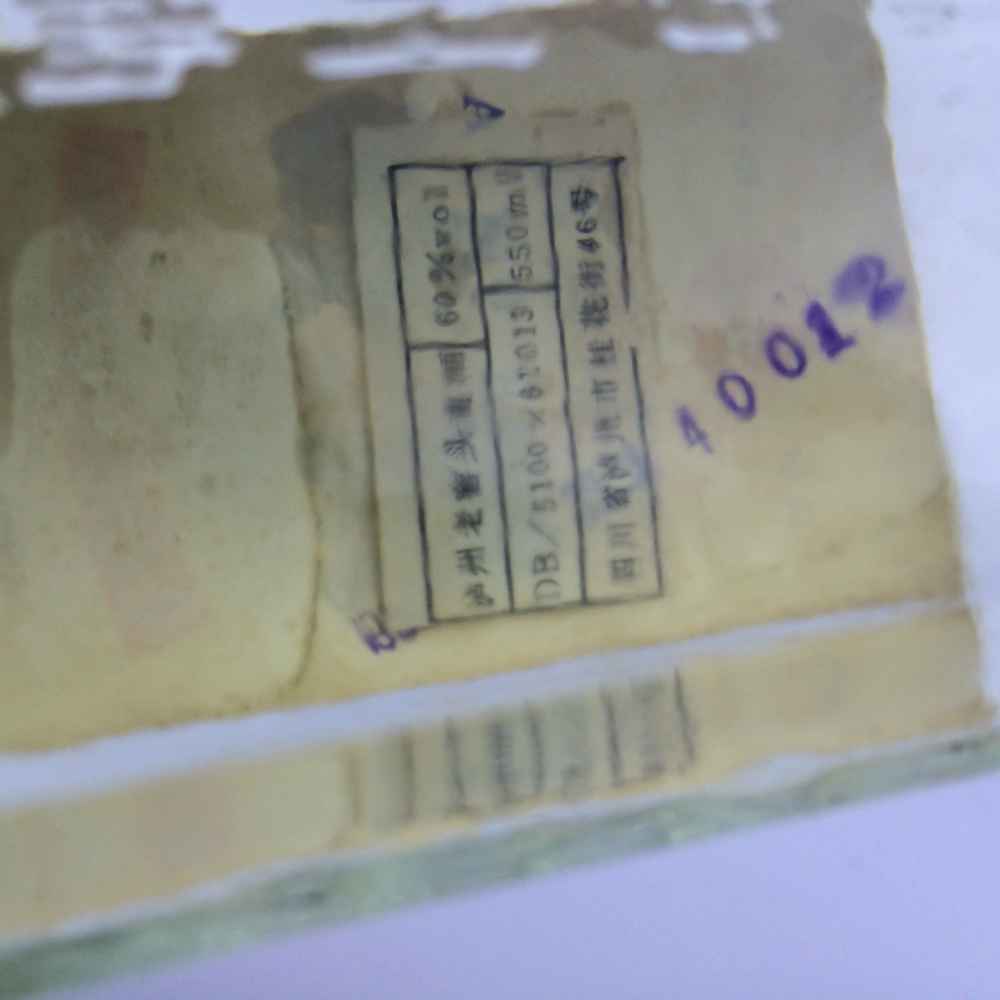 泸州老窖头曲酒 60%vol
DB/5100×62013 550ml
四川省泸州市桂花街46号
A
B
40012